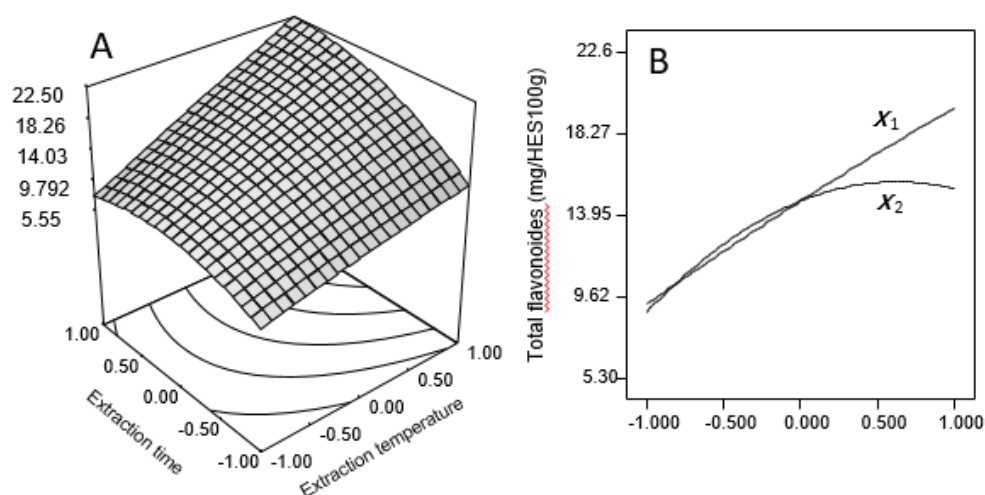 A
22.50
18.26
14.03
9.792
5.55
1.00
0.50
0.00
-0.50
-1.00
Extraction time
-1.00
-0.50
0.00
0.50
1.00
Extraction temperature
B
Total flavonoides (mg/HES100g)
22.6
18.27
13.95
9.62
5.30
X1
X2
-1.000 -0.500 0.000 0.500 1.000